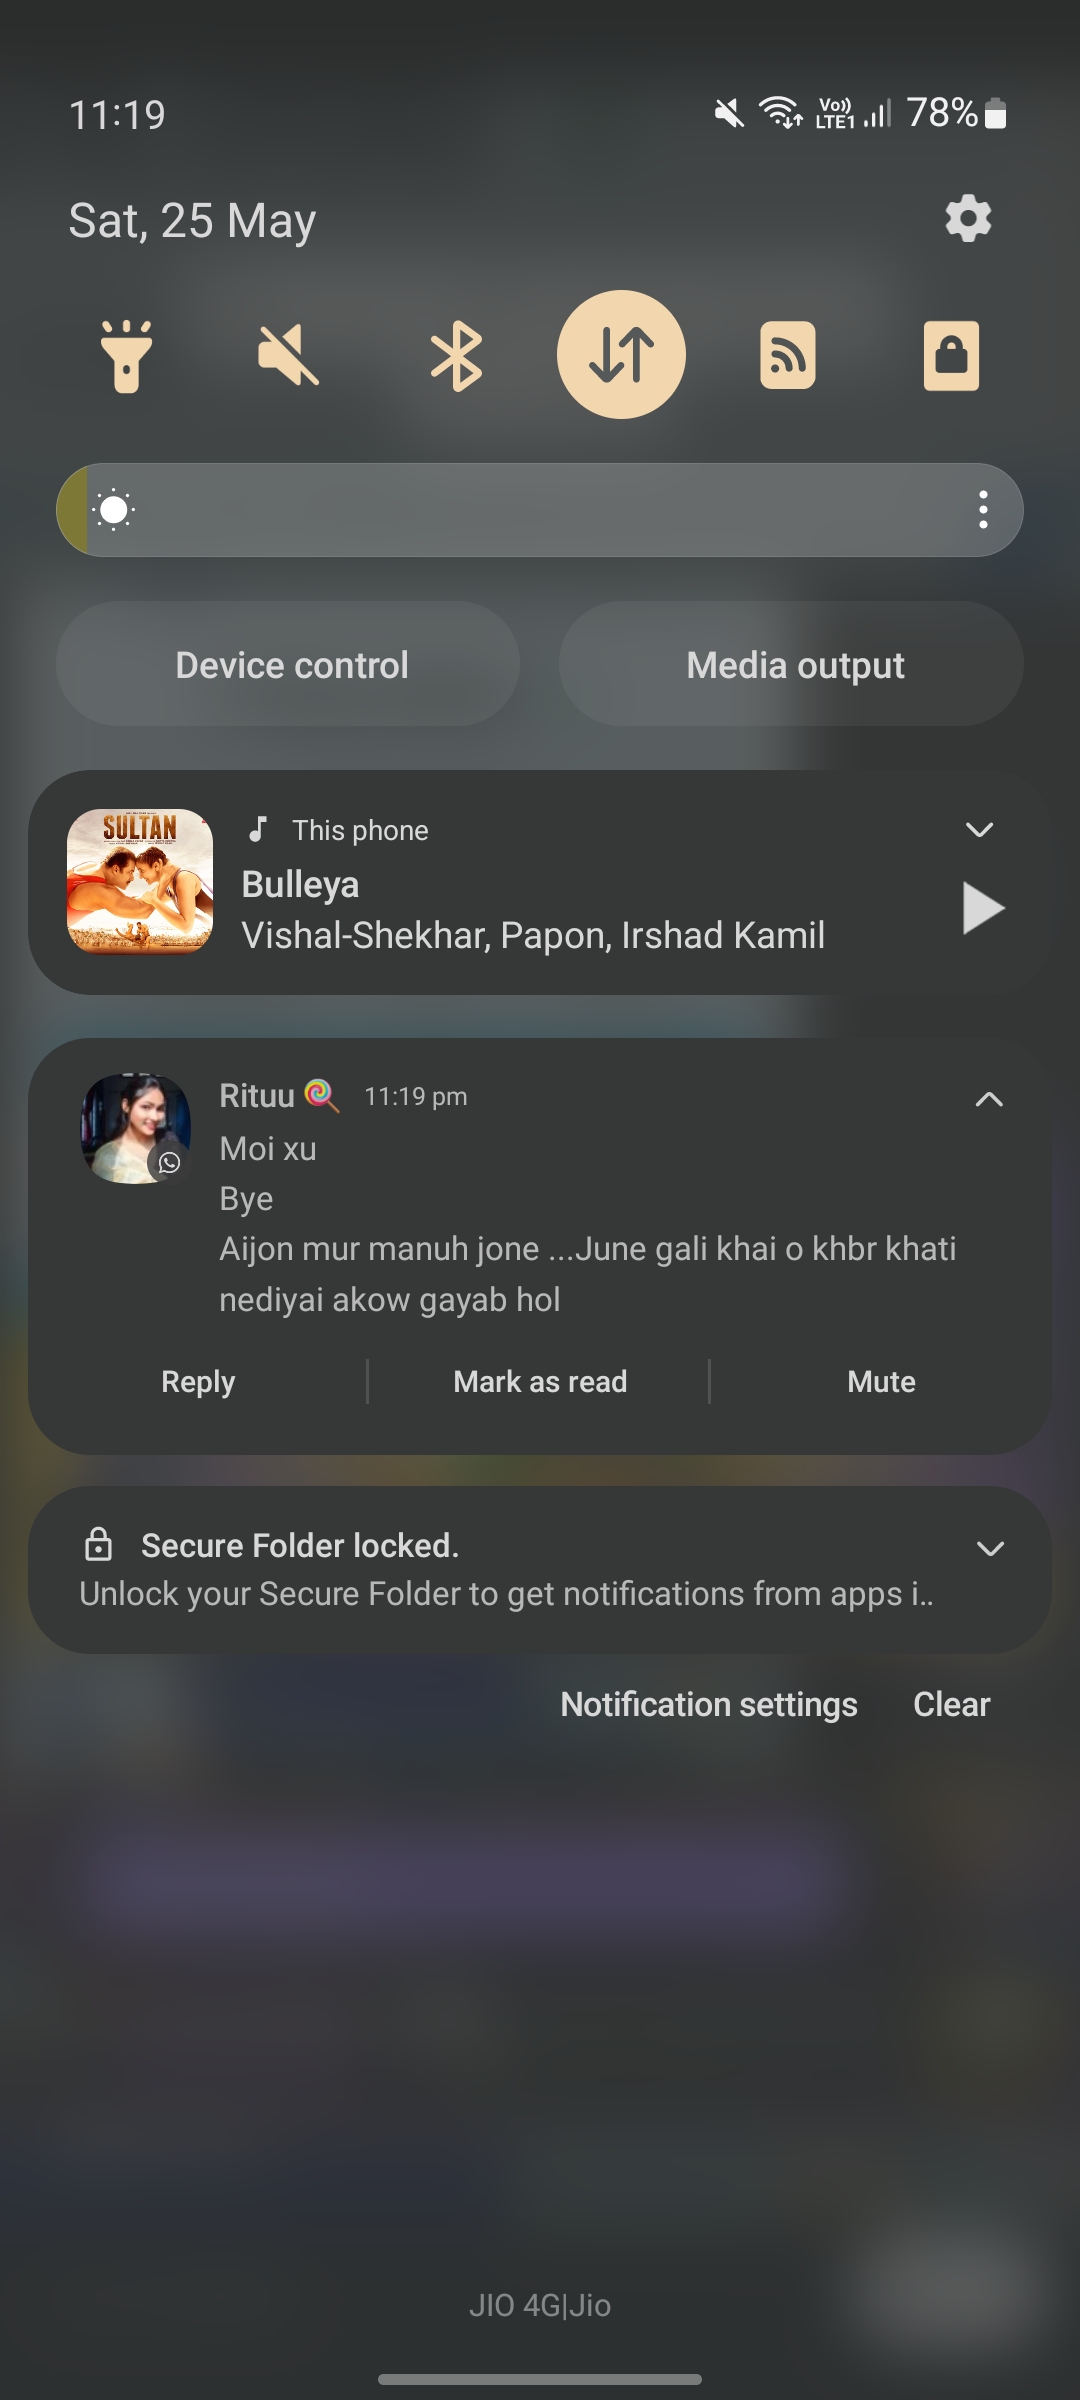 11:19
Vo)) LTE1 78%
Sat, 25 May
Device control
Media output
SULTAN
This phone
Bulleya
Vishal-Shekhar, Papon, Irshad Kamil
Rituu 11:19 pm
Moi xu
Bye
Aijon mur manuh jone ...June gali khai o khbr khati
nediyai akow gayab hol
Reply
Mark as read
Mute
Secure Folder locked.
Unlock your Secure Folder to get notifications from apps i..
Notification settings
Clear
JIO 4G|Jio